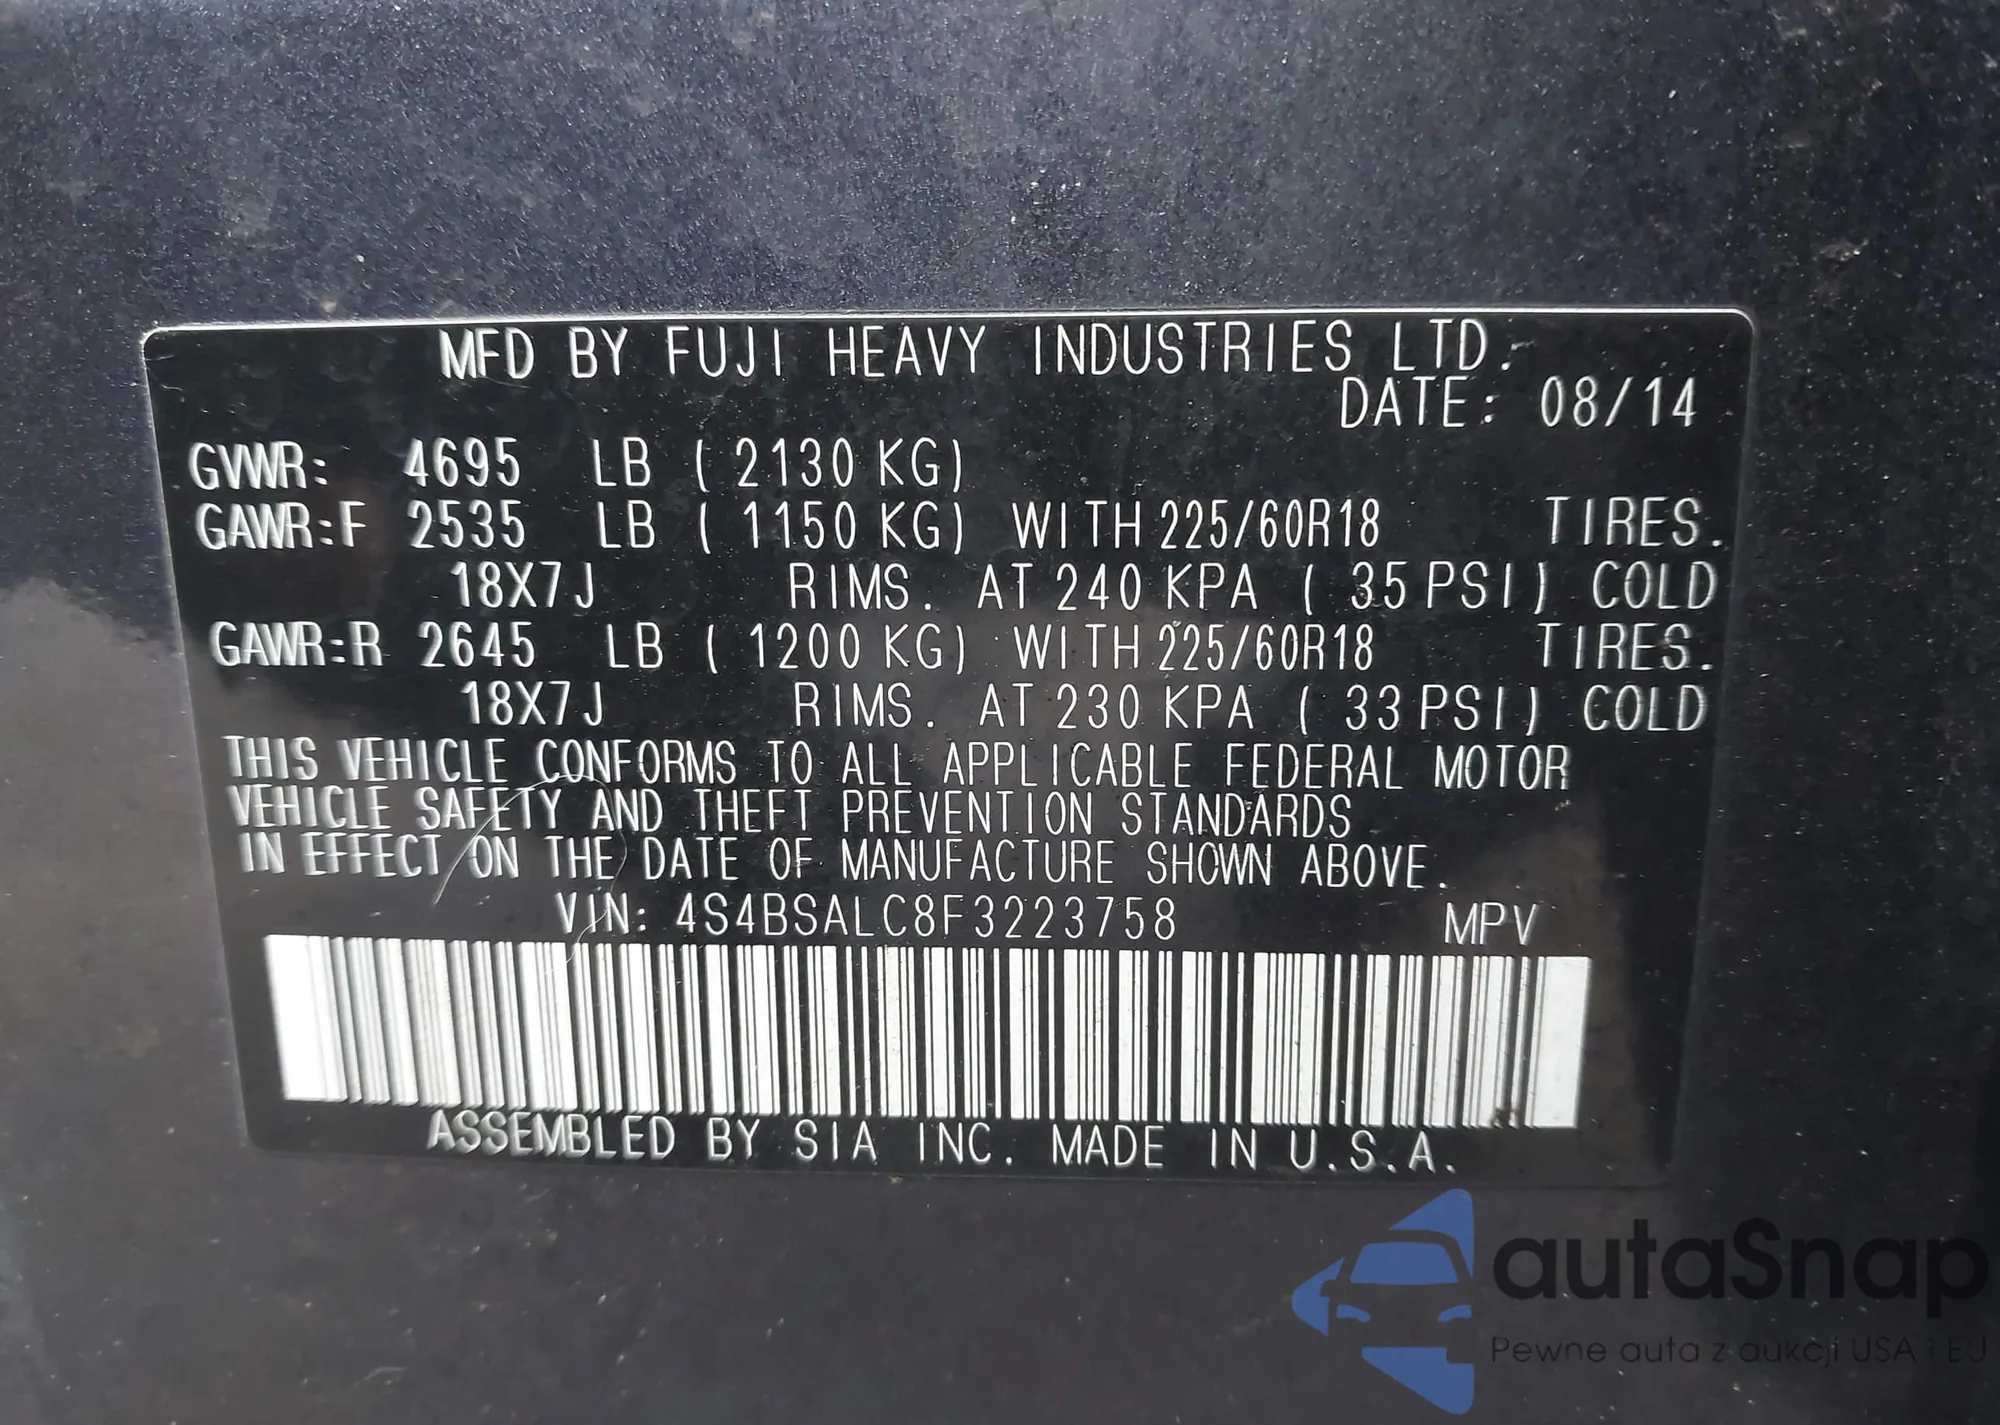 MFD BY FUJI HEAVY INDUSTRIES LTD.
DATE: 08/14
GVWR: 4695 LB (2130 KG)
GAWR:F 2535 LB (1150 KG) WITH 225/60R18 TIRES.
18X7J RIMS. AT 240 KPA (35 PSI) COLD
GAWR:R 2645 LB (1200 KG) WITH 225/60R18 TIRES.
18X7J RIMS. AT 230 KPA (33 PSI) COLD
THIS VEHICLE CONFORMS TO ALL APPLICABLE FEDERAL MOTOR
VEHICLE SAFETY AND THEFT PREVENTION STANDARDS
IN EFFECT ON THE DATE OF MANUFACTURE SHOWN ABOVE.
VIN: 4S4BSALC8F3223758 MPV
ASSEMBLED BY SIA INC. MADE IN U.S.A.
autaSnap
Pewne auta z aukcji USA i EU